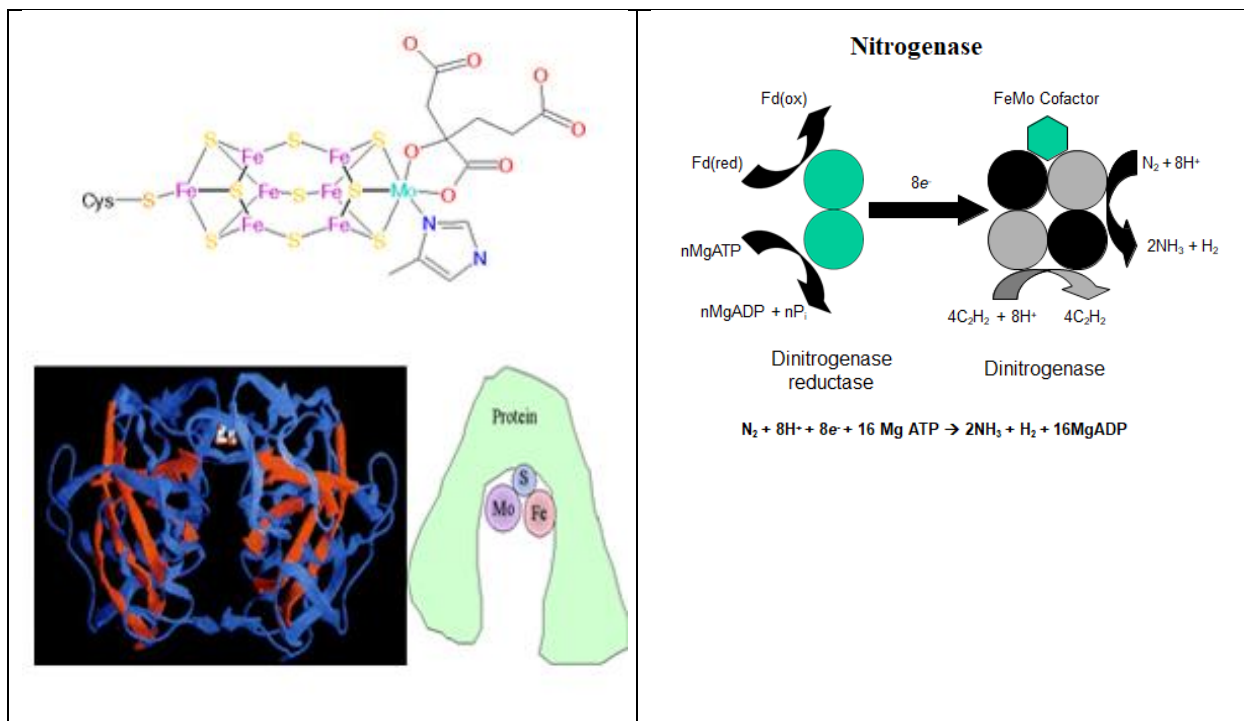 O
O
O
O
S
S
S
Fe
Fe
O
O
Fe
S
Fe
S
Fe
S
Mo
O
Cys
S
Fe
Fe
N
S
S
S
N
Protein
S
Mo
Fe
Nitrogenase
Fd(ox)
FeMo Cofactor
Fd(red)
N₂ + 8H⁺
8e⁻
nMgATP
2NH₃ + H₂
nMgADP + nPᵢ
4C₂H₂ + 8H⁺
4C₂H₂
Dinitrogenase
reductase
Dinitrogenase
N₂ + 8H⁺ + 8e⁻ + 16 Mg ATP → 2NH₃ + H₂ + 16MgADP